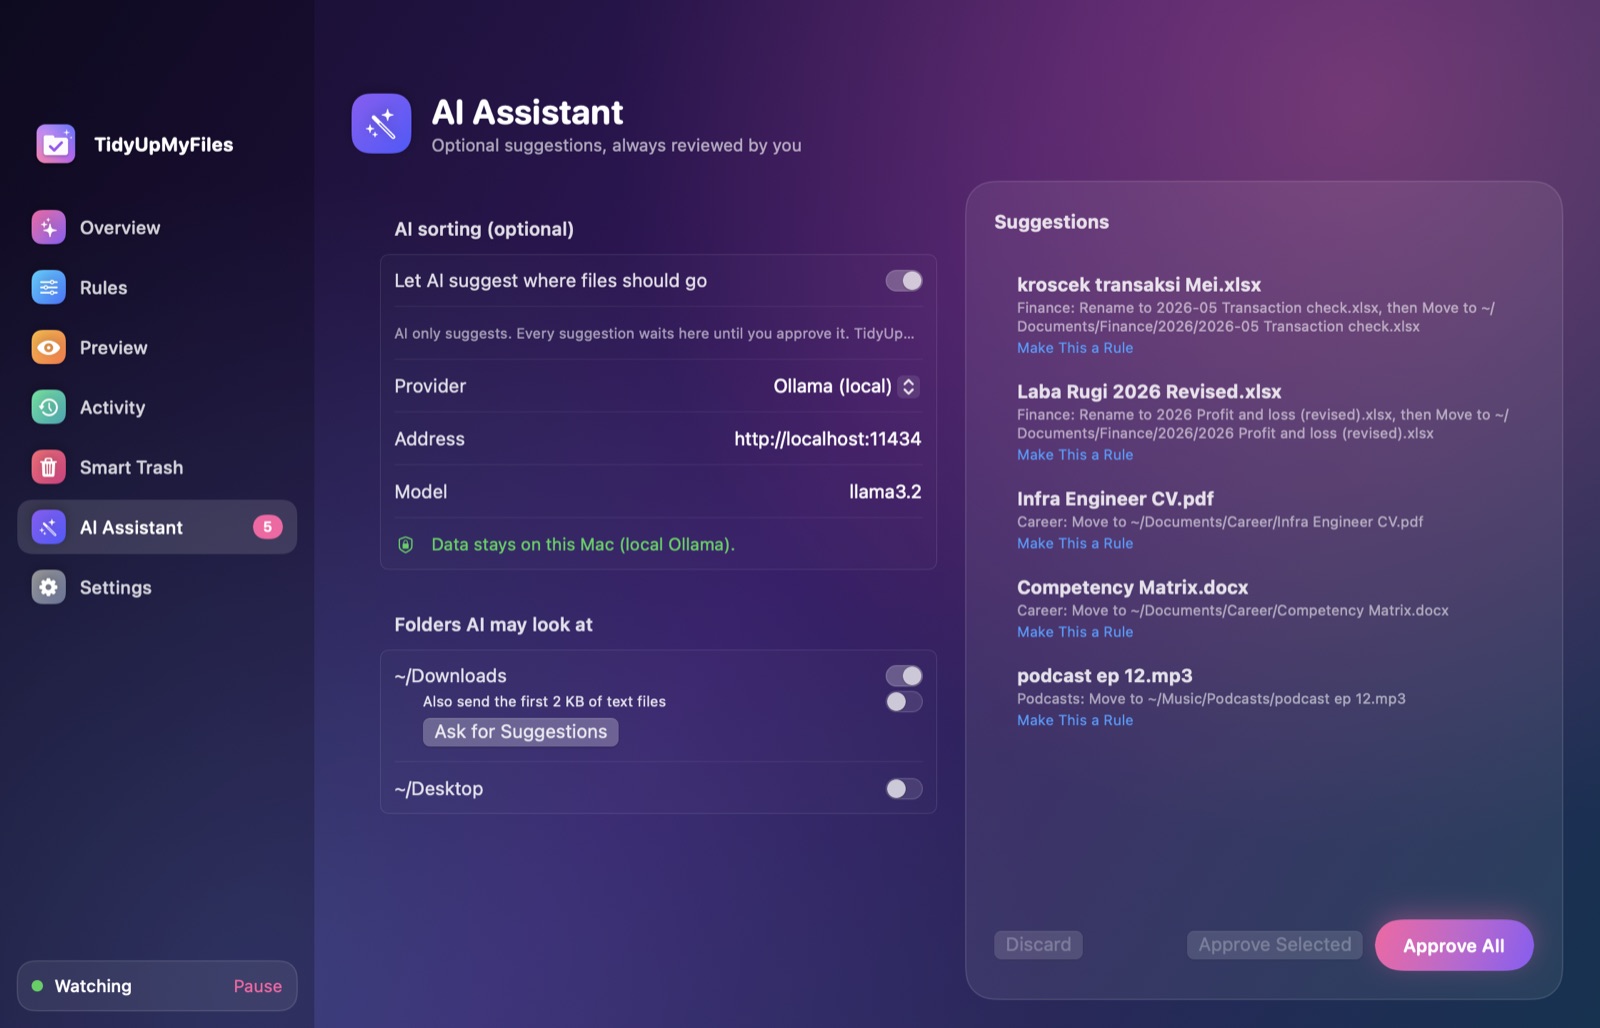 TidyUpMyFiles
Overview
Rules
Preview
Activity
Smart Trash
AI Assistant 5
Settings
Watching Pause
AI Assistant
Optional suggestions, always reviewed by you
AI sorting (optional)
Let AI suggest where files should go
AI only suggests. Every suggestion waits here until you approve it. TidyUp...
Provider Ollama (local)
Address http://localhost:11434
Model llama3.2
Data stays on this Mac (local Ollama).
Folders AI may look at
~/Downloads
Also send the first 2 KB of text files
Ask for Suggestions
~/Desktop
Suggestions
kroscek transaksi Mei.xlsx
Finance: Rename to 2026-05 Transaction check.xlsx, then Move to ~/
Documents/Finance/2026/2026-05 Transaction check.xlsx
Make This a Rule
Laba Rugi 2026 Revised.xlsx
Finance: Rename to 2026 Profit and loss (revised).xlsx, then Move to ~/
Documents/Finance/2026/2026 Profit and loss (revised).xlsx
Make This a Rule
Infra Engineer CV.pdf
Career: Move to ~/Documents/Career/Infra Engineer CV.pdf
Make This a Rule
Competency Matrix.docx
Career: Move to ~/Documents/Career/Competency Matrix.docx
Make This a Rule
podcast ep 12.mp3
Podcasts: Move to ~/Music/Podcasts/podcast ep 12.mp3
Make This a Rule
Discard Approve Selected Approve All